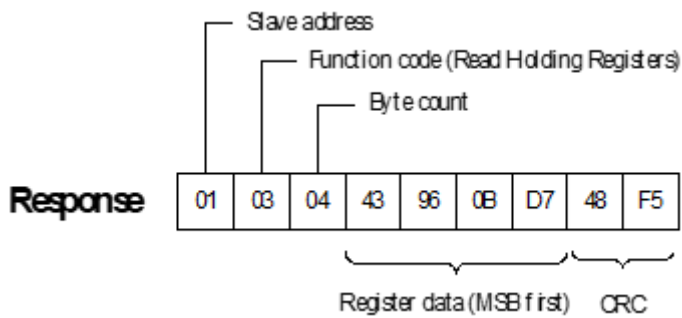 Slave address
Function code (Read Holding Registers)
Byte count
Response 01 03 04 43 96 0B D7 48 F5
Register data (MSB first) CRC